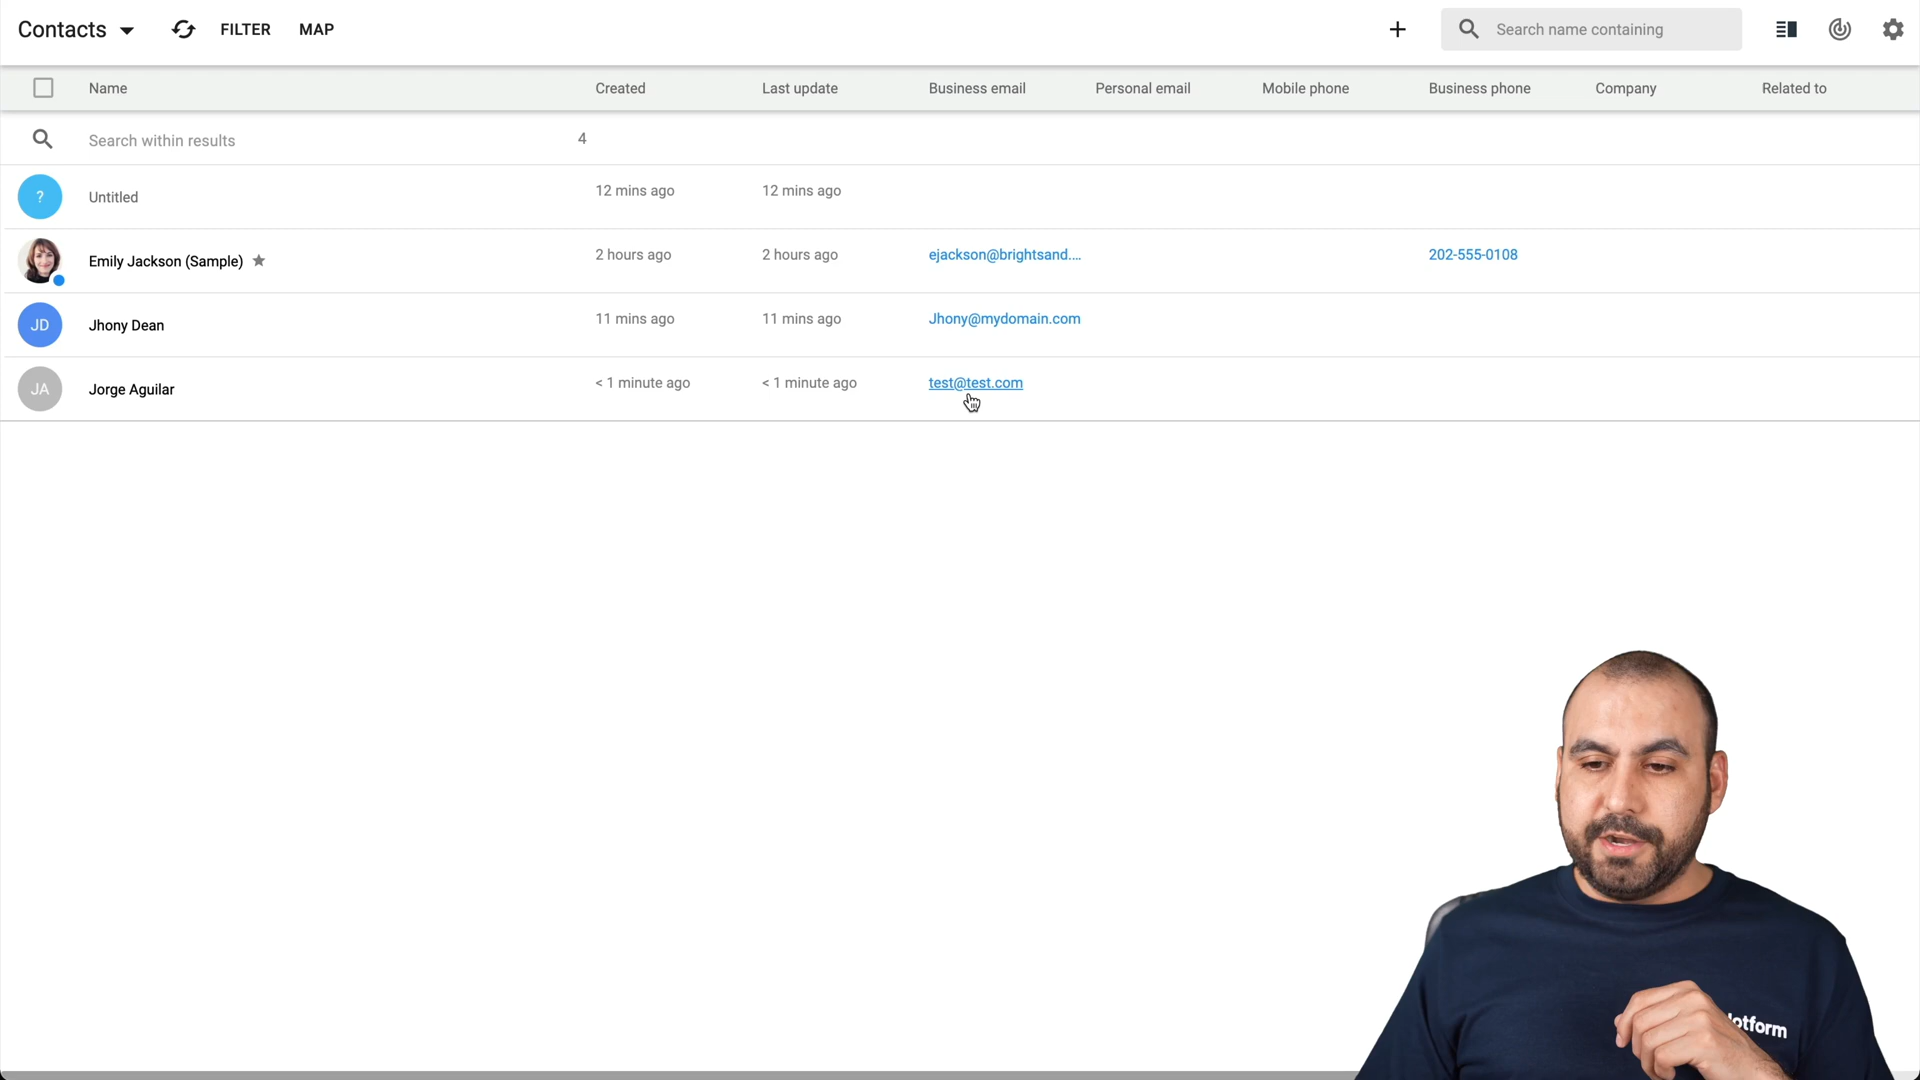 Contacts FILTER MAP Search name containing
Name Created Last update Business email Personal email Mobile phone Business phone Company Related to
Search within results 4
? Untitled 12 mins ago 12 mins ago
Emily Jackson (Sample) 2 hours ago 2 hours ago ejackson@brightsand.... 202-555-0108
JD Jhony Dean 11 mins ago 11 mins ago Jhony@mydomain.com
JA Jorge Aguilar < 1 minute ago < 1 minute ago test@test.com
otform